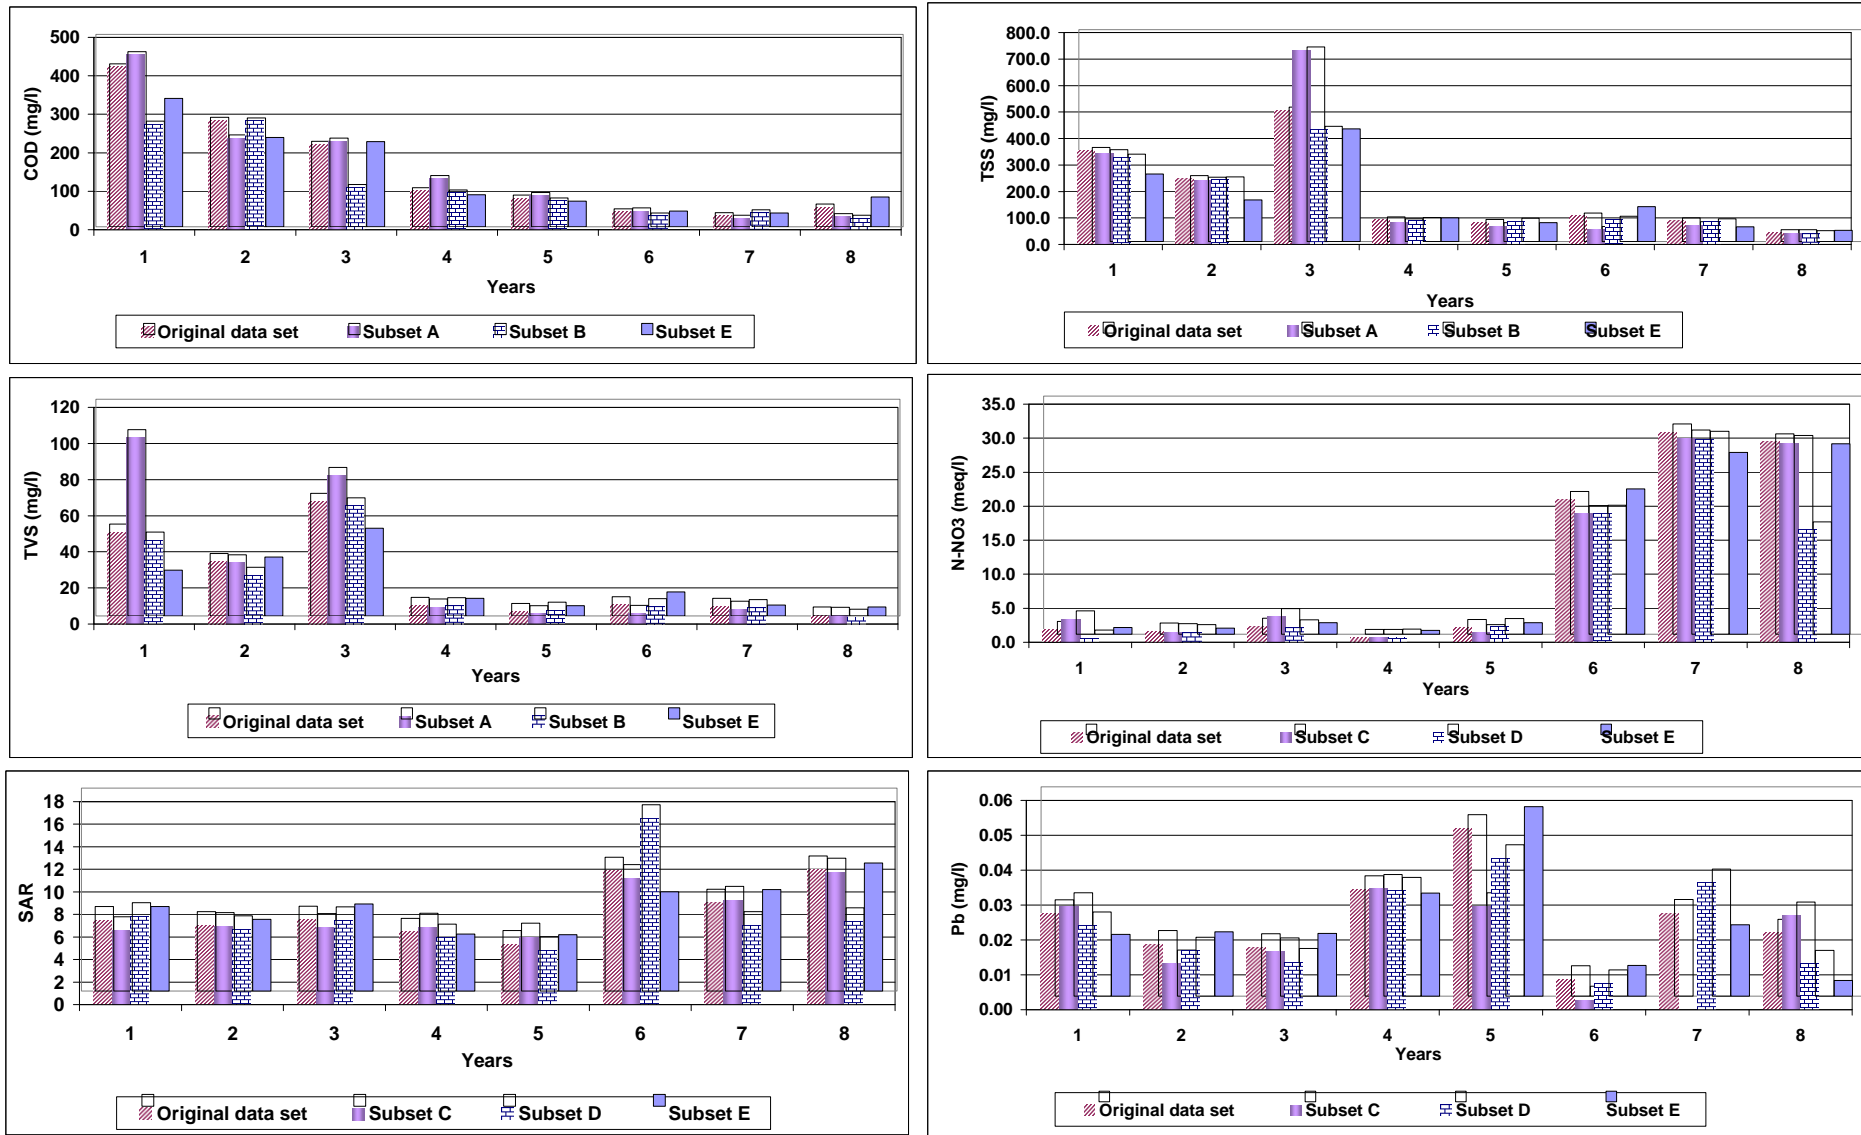 500
400
300
200
100
0
COD (mg/l)
1 2 3 4 5 6 7 8
Years
Original data set Subset A Subset B Subset E
800.0
700.0
600.0
500.0
400.0
300.0
200.0
100.0
0.0
TSS (mg/l)
1 2 3 4 5 6 7 8
Years
Original data set Subset A Subset B Subset E
120
100
80
60
40
20
0
TVS (mg/l)
1 2 3 4 5 6 7 8
Years
Original data set Subset A Subset B Subset E
35.0
30.0
25.0
20.0
15.0
10.0
5.0
0.0
N-NO3 (meq/l)
1 2 3 4 5 6 7 8
Years
Original data set Subset C Subset D Subset E
18
16
14
12
10
8
6
4
2
0
SAR
1 2 3 4 5 6 7 8
Years
Original data set Subset C Subset D Subset E
0.06
0.05
0.04
0.03
0.02
0.01
0.00
Pb (mg/l)
1 2 3 4 5 6 7 8
Years
Original data set Subset C Subset D Subset E